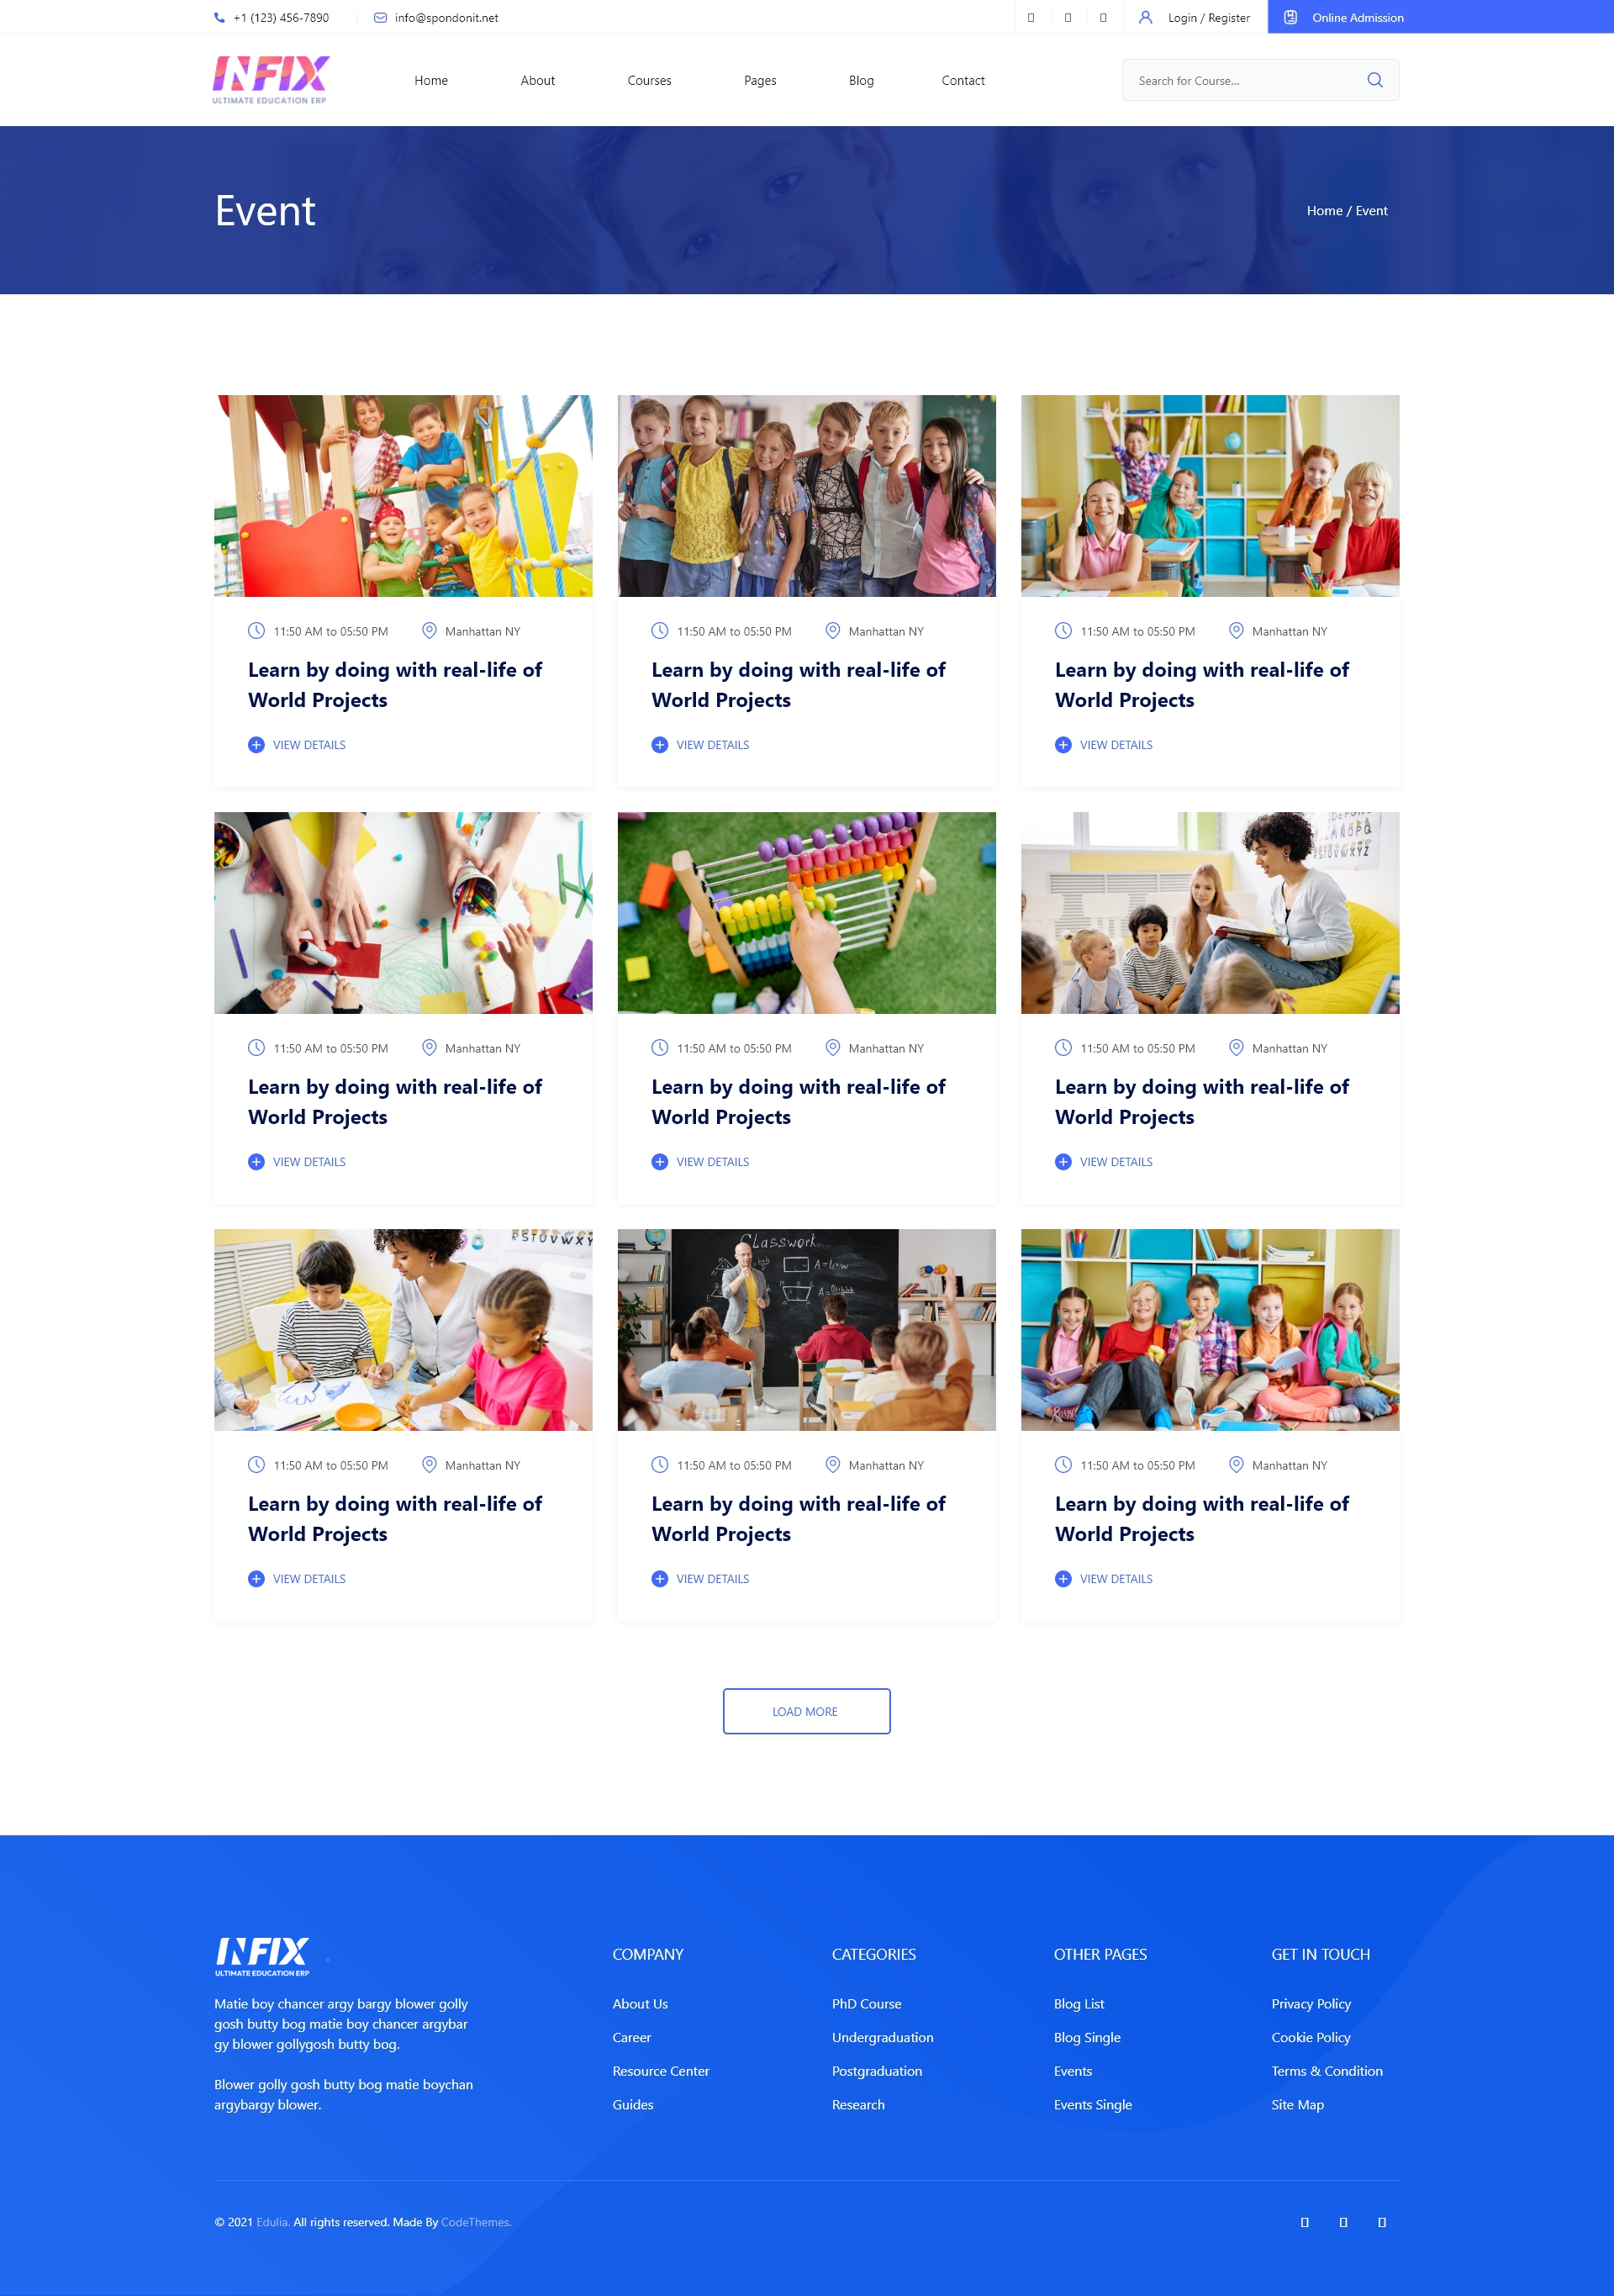 +1 (123) 456-7890 info@spondonit.net Login / Register Online Admission
INFIX
ULTIMATE EDUCATION ERP
Home About Courses Pages Blog Contact Search for Course...
Event
Home / Event
11:50 AM to 05:50 PM Manhattan NY
Learn by doing with real-life of
World Projects
VIEW DETAILS
11:50 AM to 05:50 PM Manhattan NY
Learn by doing with real-life of
World Projects
VIEW DETAILS
11:50 AM to 05:50 PM Manhattan NY
Learn by doing with real-life of
World Projects
VIEW DETAILS
11:50 AM to 05:50 PM Manhattan NY
Learn by doing with real-life of
World Projects
VIEW DETAILS
11:50 AM to 05:50 PM Manhattan NY
Learn by doing with real-life of
World Projects
VIEW DETAILS
11:50 AM to 05:50 PM Manhattan NY
Learn by doing with real-life of
World Projects
VIEW DETAILS
Classwork
11:50 AM to 05:50 PM Manhattan NY
Learn by doing with real-life of
World Projects
VIEW DETAILS
11:50 AM to 05:50 PM Manhattan NY
Learn by doing with real-life of
World Projects
VIEW DETAILS
11:50 AM to 05:50 PM Manhattan NY
Learn by doing with real-life of
World Projects
VIEW DETAILS
LOAD MORE
INFIX
ULTIMATE EDUCATION ERP
Matie boy chancer argy bargy blower golly
gosh butty bog matie boy chancer argybar
gy blower gollygosh butty bog.
Blower golly gosh butty bog matie boychan
argybargy blower.
COMPANY
About Us
Career
Resource Center
Guides
CATEGORIES
PhD Course
Undergraduation
Postgraduation
Research
OTHER PAGES
Blog List
Blog Single
Events
Events Single
GET IN TOUCH
Privacy Policy
Cookie Policy
Terms & Condition
Site Map
© 2021 Edulia. All rights reserved. Made By CodeThemes.